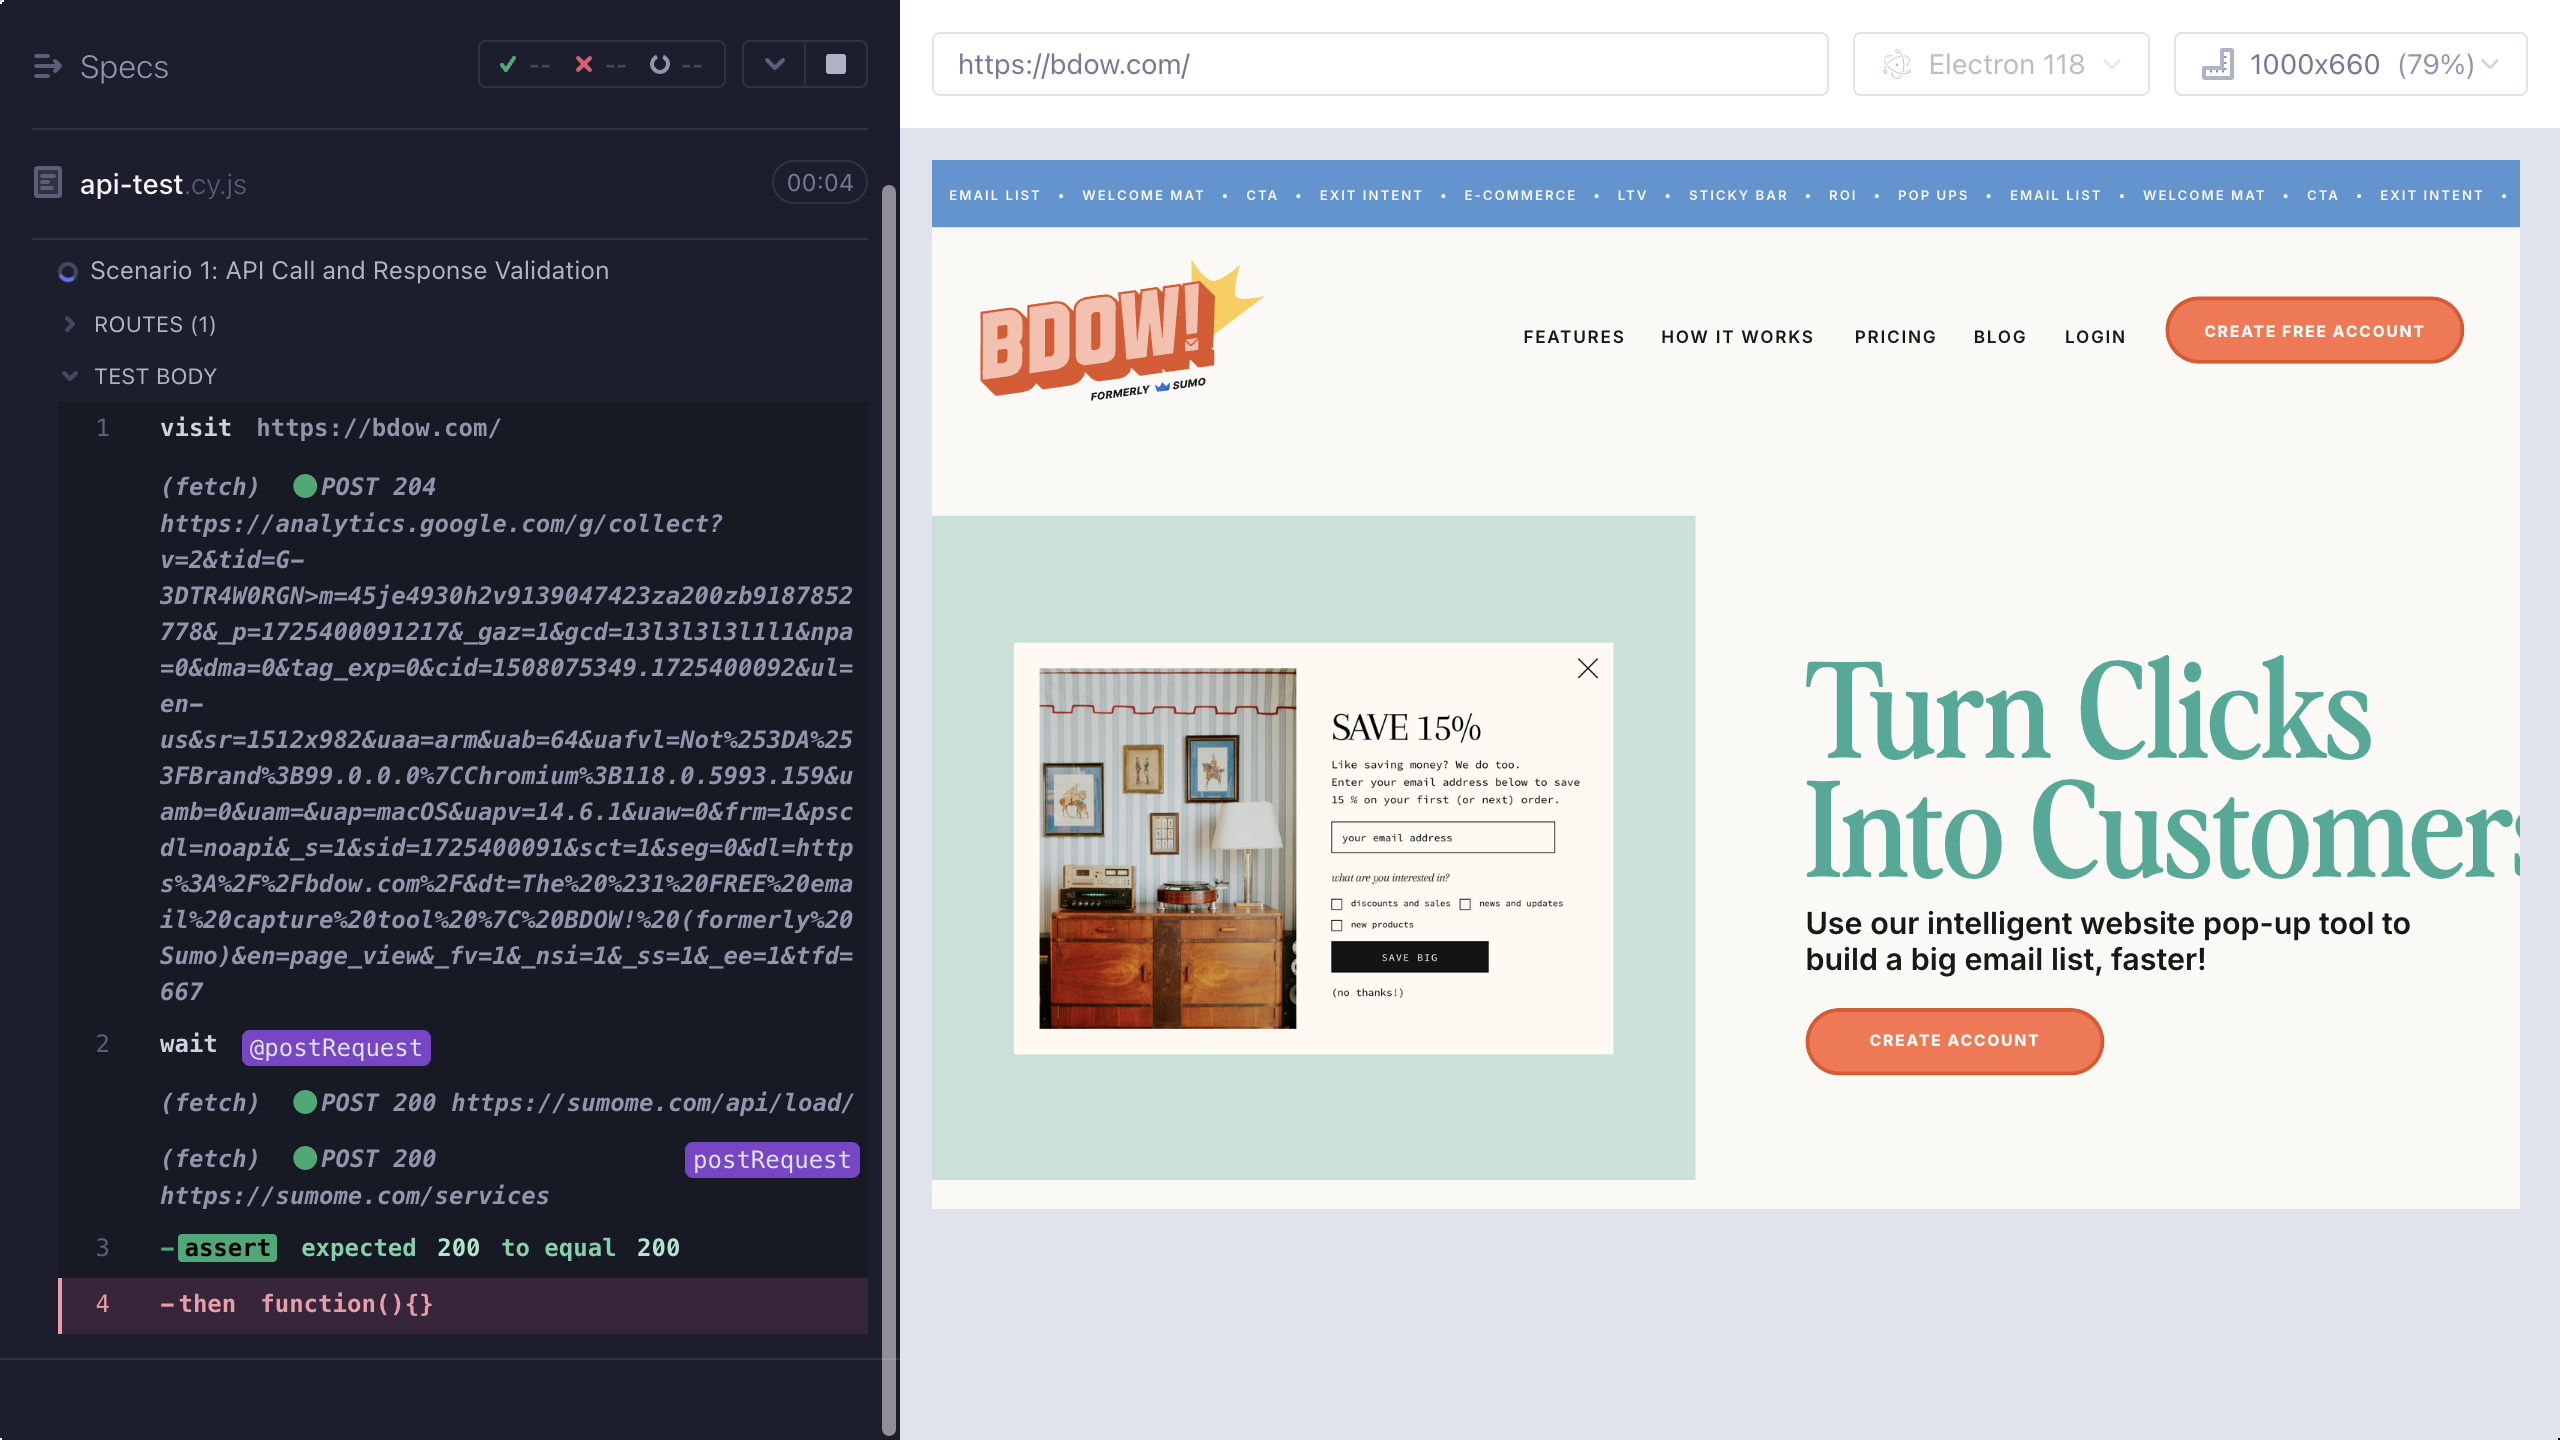 Specs
-- -- --
api-test.cy.js
00:04
Scenario 1: API Call and Response Validation
ROUTES (1)
TEST BODY
1 visit https://bdow.com/
(fetch) POST 204
https://analytics.google.com/g/collect?
v=2&tid=G-
3DTR4W0RGN>m=45je4930h2v9139047423za200zb9187852
778&_p=1725400091217&_gaz=1&gcd=13l3l3l3l1l1&npa
=0&dma=0&tag_exp=0&cid=1508075349.1725400092&ul=
en-
us&sr=1512x982&uaa=arm&uab=64&uafvl=Not%253DA%25
3FBrand%3B99.0.0.0%7CChromium%3B118.0.5993.159&u
amb=0&uam=&uap=macOS&uapv=14.6.1&uaw=0&frm=1&psc
dl=noapi&_s=1&sid=1725400091&sct=1&seg=0&dl=http
s%3A%2F%2Fbdow.com%2F&dt=The%20%231%20FREE%20ema
il%20capture%20tool%20%7C%20BDOW!%20(formerly%20
Sumo)&en=page_view&_fv=1&_nsi=1&_ss=1&_ee=1&tfd=
667
2 wait @postRequest
(fetch) POST 200 https://sumome.com/api/load/
(fetch) POST 200 postRequest
https://sumome.com/services
3 -assert expected 200 to equal 200
4 -then function(){}
https://bdow.com/
Electron 118
1000x660 (79%)
EMAIL LIST • WELCOME MAT • CTA • EXIT INTENT • E-COMMERCE • LTV • STICKY BAR • ROI • POP UPS • EMAIL LIST • WELCOME MAT • CTA • EXIT INTENT •
BDOW!
FORMERLY SUMO
FEATURES HOW IT WORKS PRICING BLOG LOGIN CREATE FREE ACCOUNT
SAVE 15%
Like saving money? We do too.
Enter your email address below to save
15 % on your first (or next) order.
your email address
what are you interested in?
discounts and sales news and updates
new products
SAVE BIG
(no thanks!)
Turn Clicks
Into Customers
Use our intelligent website pop-up tool to
build a big email list, faster!
CREATE ACCOUNT